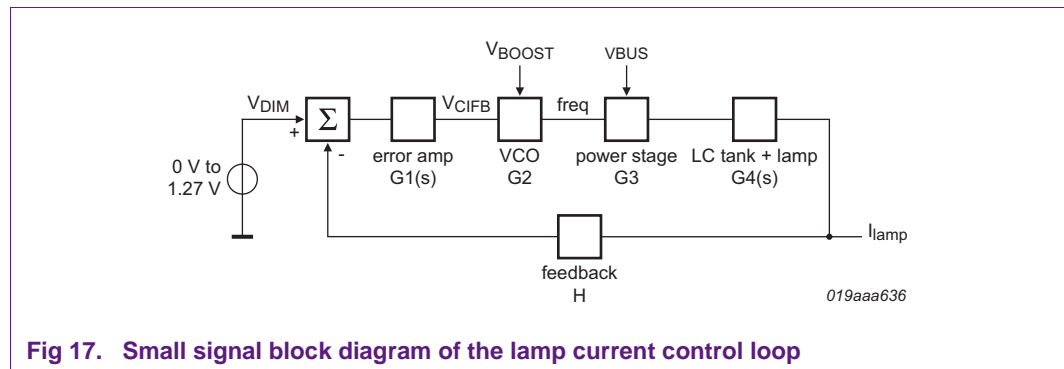 VBOOST
VBUS
VDIM
VCIFB
freq
+
Σ
-
error amp
G1(s)
VCO
G2
power stage
G3
LC tank + lamp
G4(s)
0 V to
1.27 V
Ilamp
feedback
H
019aaa636
Fig 17. Small signal block diagram of the lamp current control loop